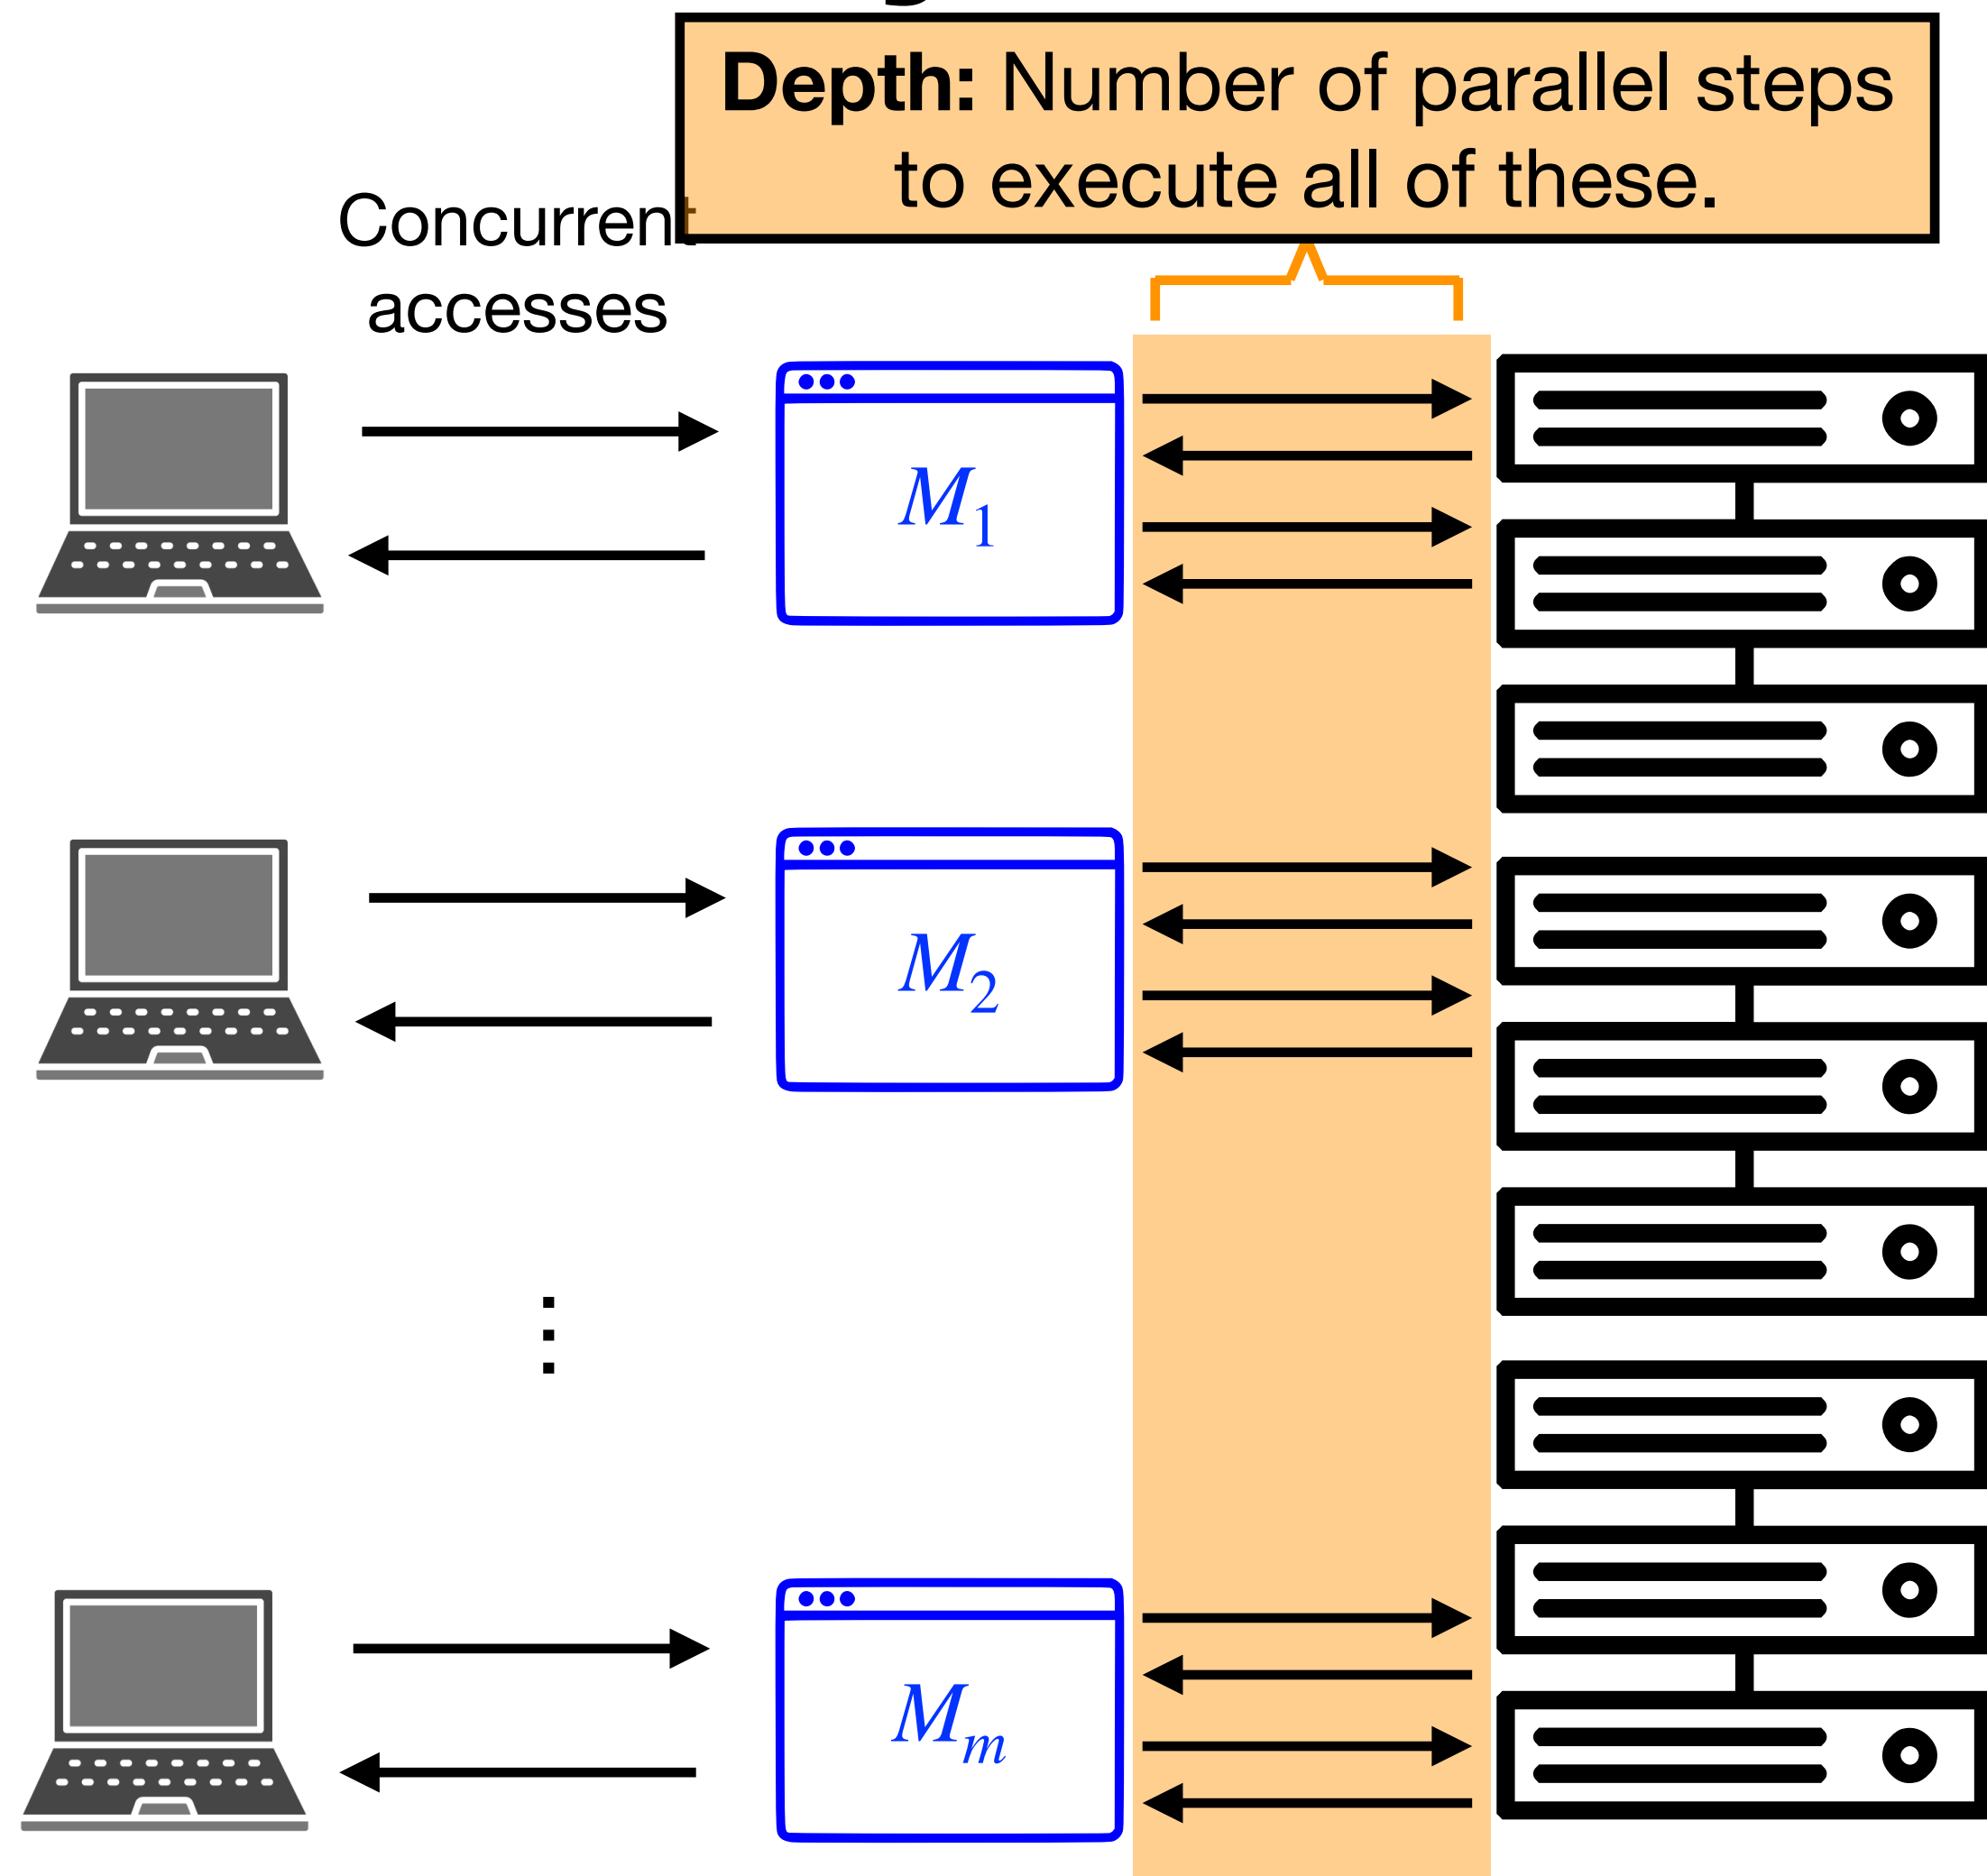 Depth: Number of parallel steps
to execute all of these.
Concurrent
accesses
M1
M2
⋮
Mm